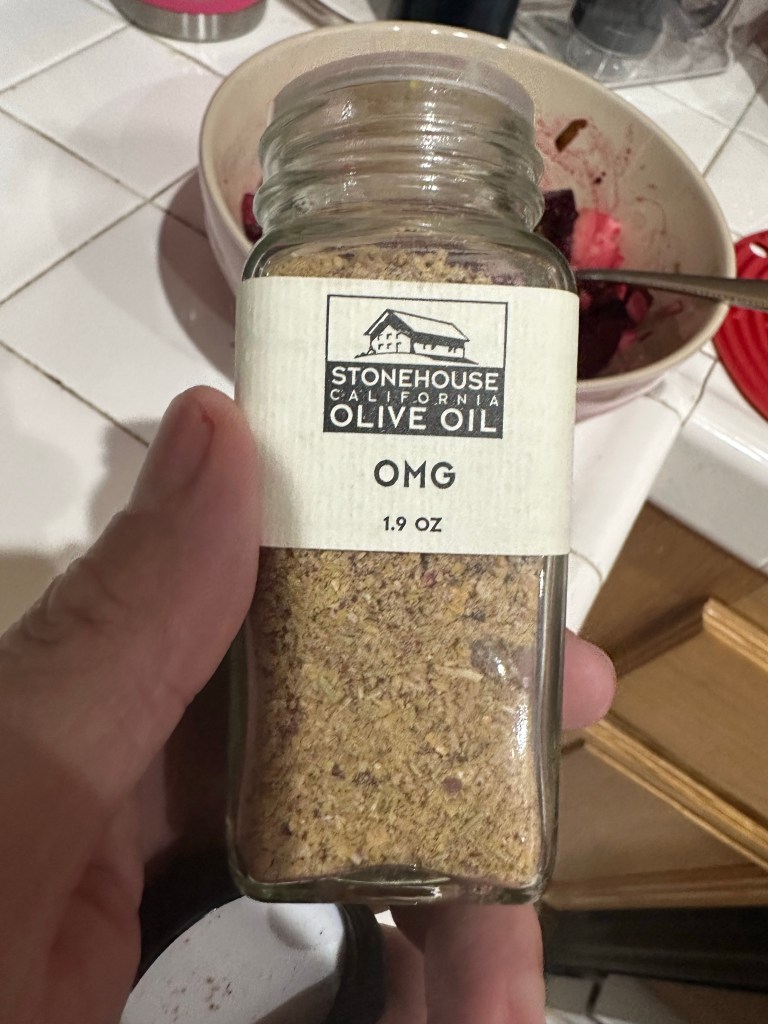 STONEHOUSE
CALIFORNIA
OLIVE OIL
OMG
1.9 OZ